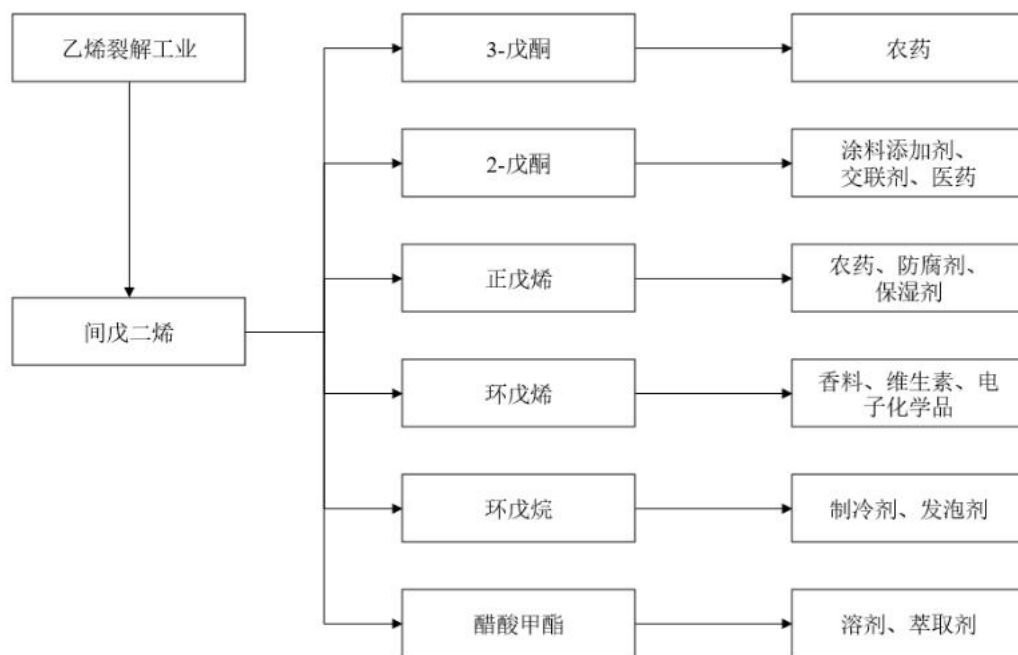 乙烯裂解工业
3-戊酮
农药
2-戊酮
涂料添加剂、
交联剂、医药
正戊烯
农药、防腐剂、
保湿剂
间戊二烯
环戊烯
香料、维生素、电
子化学品
环戊烷
制冷剂、发泡剂
醋酸甲酯
溶剂、萃取剂